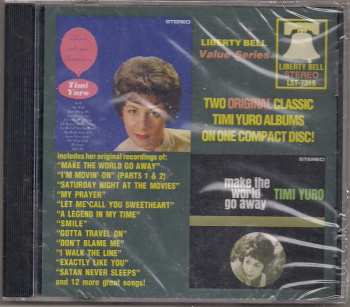 STEREO
LIBERTY BELL
Value Series
LIBERTY BELL
STEREO
LST-7319
Timi
Yuro
TWO ORIGINAL CLASSIC
TIMI YURO ALBUMS
ON ONE COMPACT DISC!
Includes her original recordings of:
"MAKE THE WORLD GO AWAY"
"I'M MOVIN' ON" (PARTS 1 & 2)
"SATURDAY NIGHT AT THE MOVIES"
"MY PRAYER"
"LET ME CALL YOU SWEETHEART"
"A LEGEND IN MY TIME"
"SMILE"
"GOTTA TRAVEL ON"
"DON'T BLAME ME"
"I WALK THE LINE"
"EXACTLY LIKE YOU"
"SATAN NEVER SLEEPS"
and 12 more great songs!
STEREO
make the
world
go away
TIMI YURO